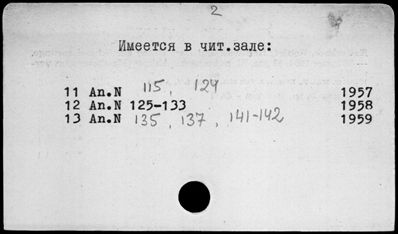 2
Имеется в чит.зале:
11 An.N 115, 124 1957
12 An.N 125-133 1958
13 An.N 135, 137, 141-142 1959